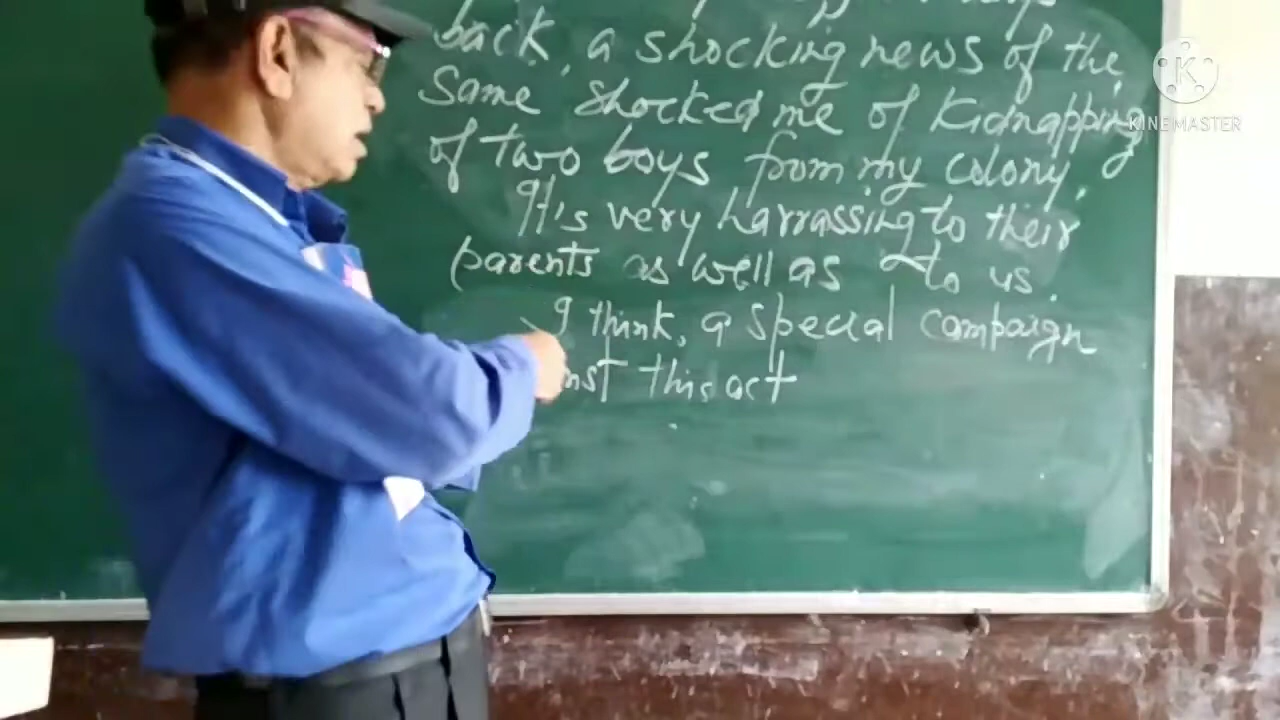 back, a shocking news of the
same shocked me of kidnapping
of two boys from my colony.
It's very harrassing to their
parents as well as to us.
I think, a special campaign
this act
K
KINEMASTER